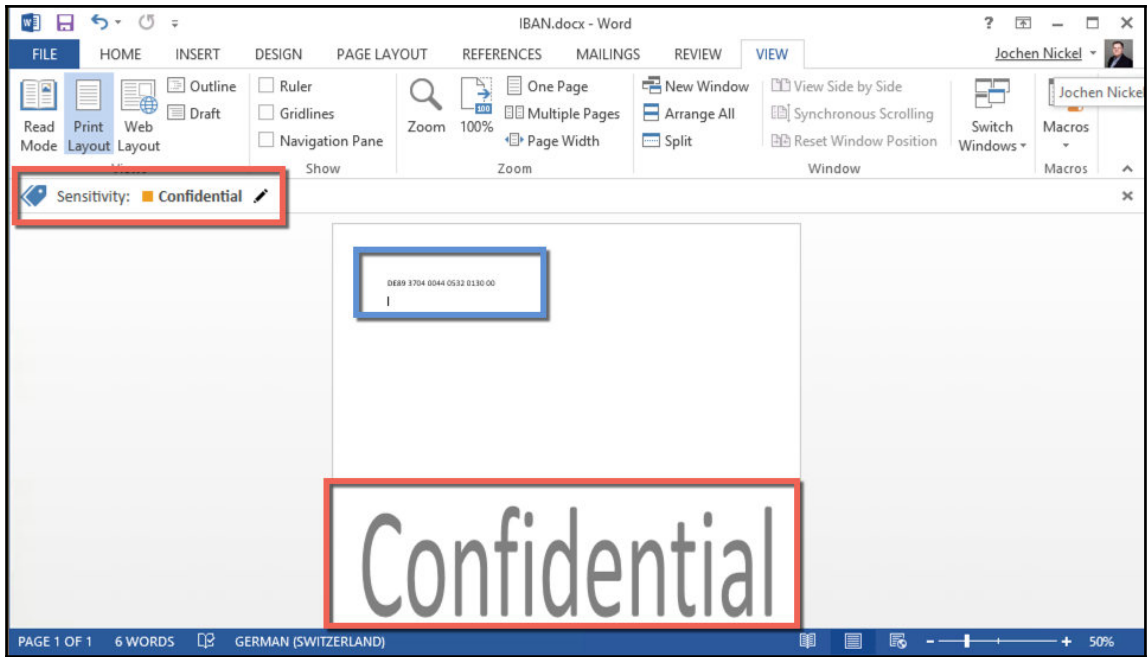 IBAN.docx - Word
FILE HOME INSERT DESIGN PAGE LAYOUT REFERENCES MAILINGS REVIEW VIEW Jochen Nickel
Read Mode
Print Layout
Web Layout
Outline
Draft
Ruler
Gridlines
Navigation Pane
Show
Zoom
100%
One Page
Multiple Pages
Page Width
Zoom
New Window
Arrange All
Split
View Side by Side
Synchronous Scrolling
Reset Window Position
Switch Windows
Window
Macros
Macros
Jochen Nickel
Sensitivity: Confidential
DE89 3704 0044 0532 0130 00
Confidential
PAGE 1 OF 1 6 WORDS GERMAN (SWITZERLAND) 50%